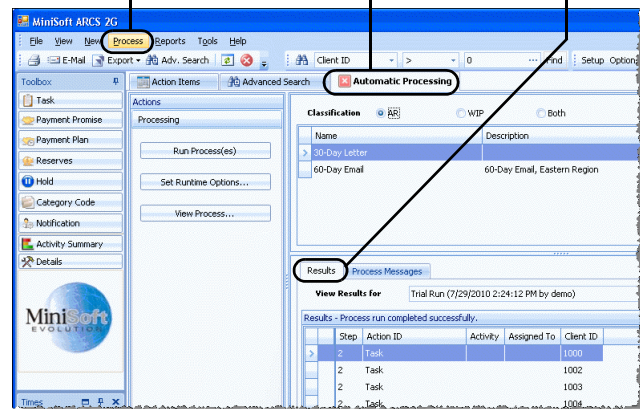 MiniSoft ARCS 2G
File View New Process Reports Tools Help
E-Mail Export Adv. Search Client ID > 0 ... Find Setup Option
Toolbox
Action Items Advanced Search Automatic Processing
Task
Payment Promise
Payment Plan
Reserves
Hold
Category Code
Notification
Activity Summary
Details
MiniSoft
EVOLUTION
Times
Actions
Processing
Run Process(es)
Set Runtime Options...
View Process...
Classification AR WIP Both
Name Description
30-Day Letter
60-Day Email 60-Day Email, Eastern Region
Results Process Messages
View Results for Trial Run (7/29/2010 2:24:12 PM by demo)
Results - Process run completed successfully.
Step Action ID Activity Assigned To Client ID
2 Task 1000
2 Task 1002
2 Task 1003
2 Task 1004